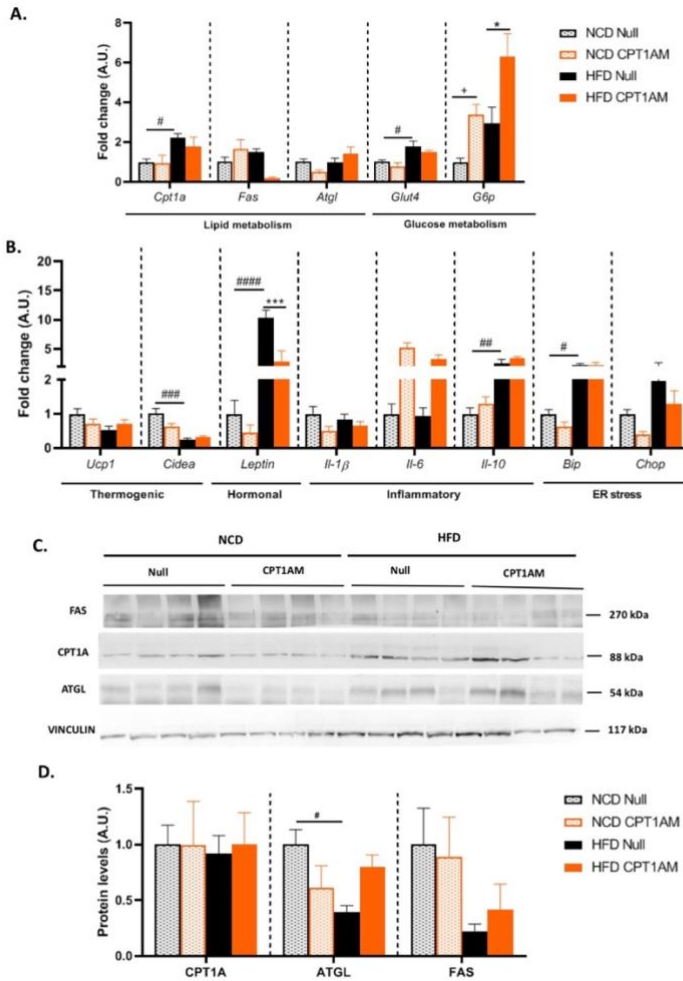 A.
Fold change (A.U.)
8
6
4
2
0
#
#
+
*
NCD Null
NCD CPT1AM
HFD Null
HFD CPT1AM
Cpt1a Fas Atgl Glut4 G6p
Lipid metabolism Glucose metabolism
B.
Fold change (A.U.)
20
15
10
5
2
1
0
###
####
***
##
#
Ucp1 Cidea Leptin Il-1β Il-6 Il-10 Bip Chop
Thermogenic Hormonal Inflammatory ER stress
C.
NCD HFD
Null CPT1AM Null CPT1AM
FAS 270 kDa
CPT1A 88 kDa
ATGL 54 kDa
VINCULIN 117 kDa
D.
Protein levels (A.U.)
1.5
1.0
0.5
0.0
#
NCD Null
NCD CPT1AM
HFD Null
HFD CPT1AM
CPT1A ATGL FAS